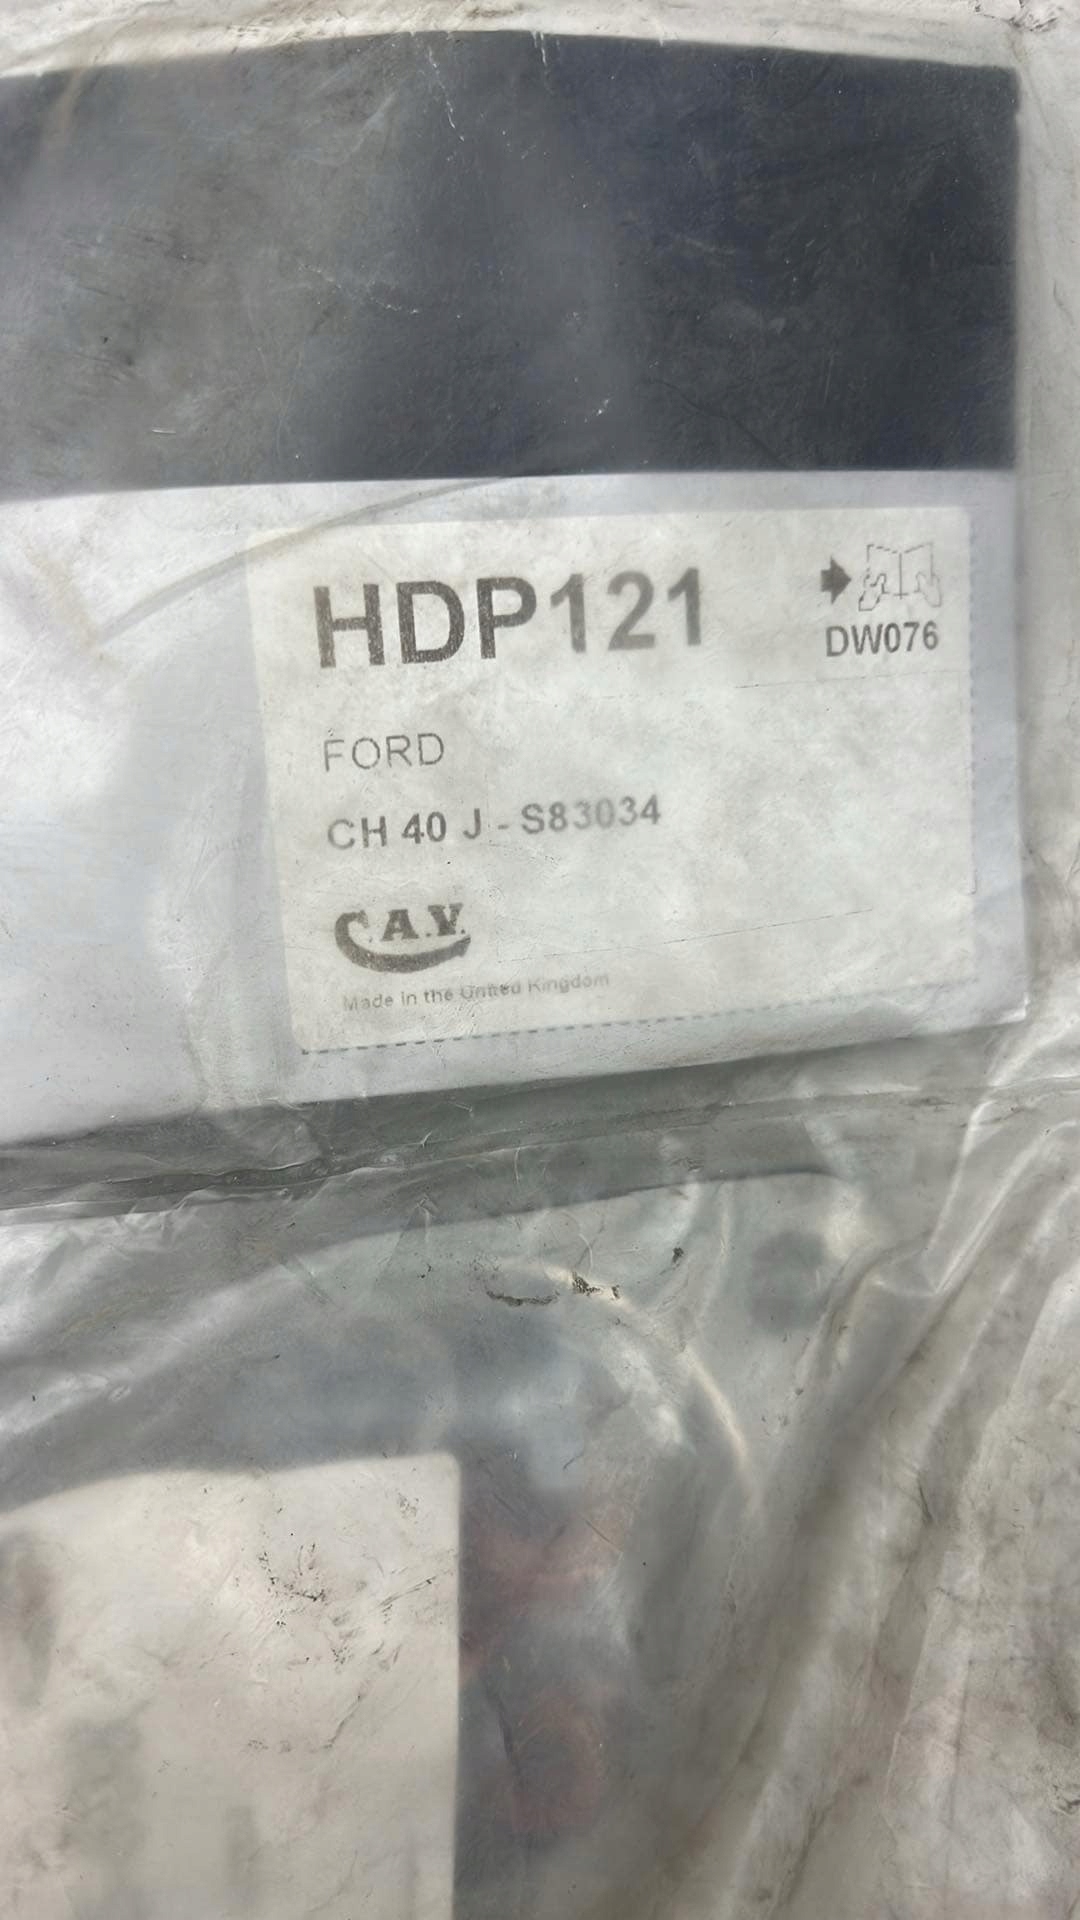 HDP121
DW076
FORD
CH 40 J - S83034
C.A.V.
Made in the United Kingdom